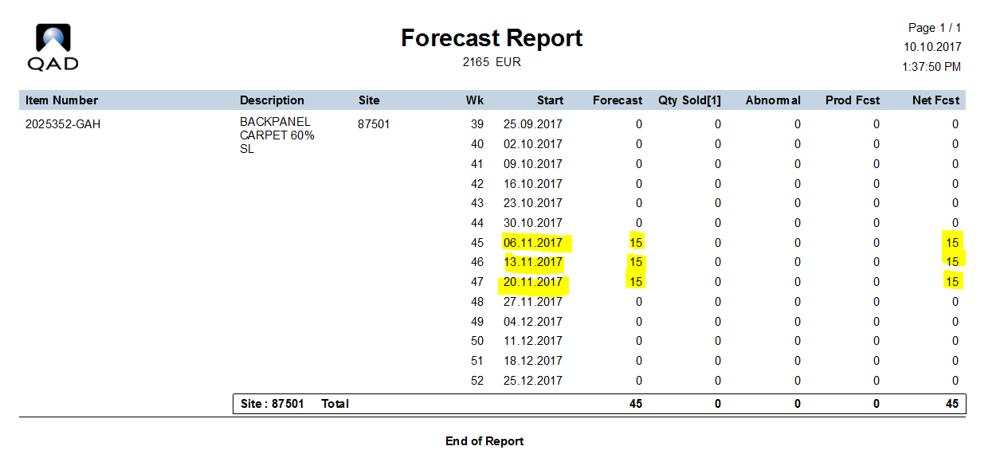 QAD
Forecast Report
2165 EUR
Page 1 / 1
10.10.2017
1:37:50 PM
Item Number Description Site Wk Start Forecast Qty Sold[1] Abnormal Prod Fcst Net Fcst
2025352-GAH BACKPANEL 87501 39 25.09.2017 0 0 0 0 0
CARPET 60%
SL
40 02.10.2017 0 0 0 0 0
41 09.10.2017 0 0 0 0 0
42 16.10.2017 0 0 0 0 0
43 23.10.2017 0 0 0 0 0
44 30.10.2017 0 0 0 0 0
45 06.11.2017 15 0 0 0 15
46 13.11.2017 15 0 0 0 15
47 20.11.2017 15 0 0 0 15
48 27.11.2017 0 0 0 0 0
49 04.12.2017 0 0 0 0 0
50 11.12.2017 0 0 0 0 0
51 18.12.2017 0 0 0 0 0
52 25.12.2017 0 0 0 0 0
Site : 87501 Total 45 0 0 0 45
End of Report